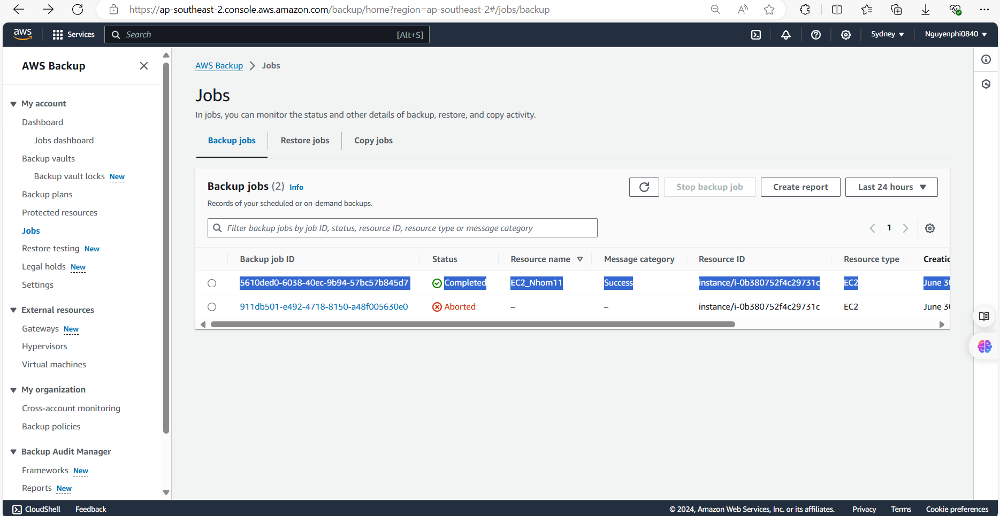 https://ap-southeast-2.console.aws.amazon.com/backup/home?region=ap-southeast-2#/jobs/backup
aws
Services
Search
[Alt+S]
Sydney
Nguyenphi0840
AWS Backup
My account
Dashboard
Jobs dashboard
Backup vaults
Backup vault locks New
Backup plans
Protected resources
Jobs
Restore testing New
Legal holds New
Settings
External resources
Gateways New
Hypervisors
Virtual machines
My organization
Cross-account monitoring
Backup policies
Backup Audit Manager
Frameworks New
Reports New
AWS Backup > Jobs
Jobs
In jobs, you can monitor the status and other details of backup, restore, and copy activity.
Backup jobs
Restore jobs
Copy jobs
Backup jobs (2) Info
Records of your scheduled or on-demand backups.
Stop backup job
Create report
Last 24 hours
Filter backup jobs by job ID, status, resource ID, resource type or message category
1
Backup job ID Status Resource name Message category Resource ID Resource type
5610ded0-6038-40ec-9b94-57bc57b845d7 Completed EC2_Nhom11 Success instance/i-0b380752f4c29731c EC2 June
911db501-e492-4718-8150-a48f005630e0 Aborted – – instance/i-0b380752f4c29731c EC2 June
CloudShell
Feedback
© 2024, Amazon Web Services, Inc. or its affiliates.
Privacy
Terms
Cookie preferences